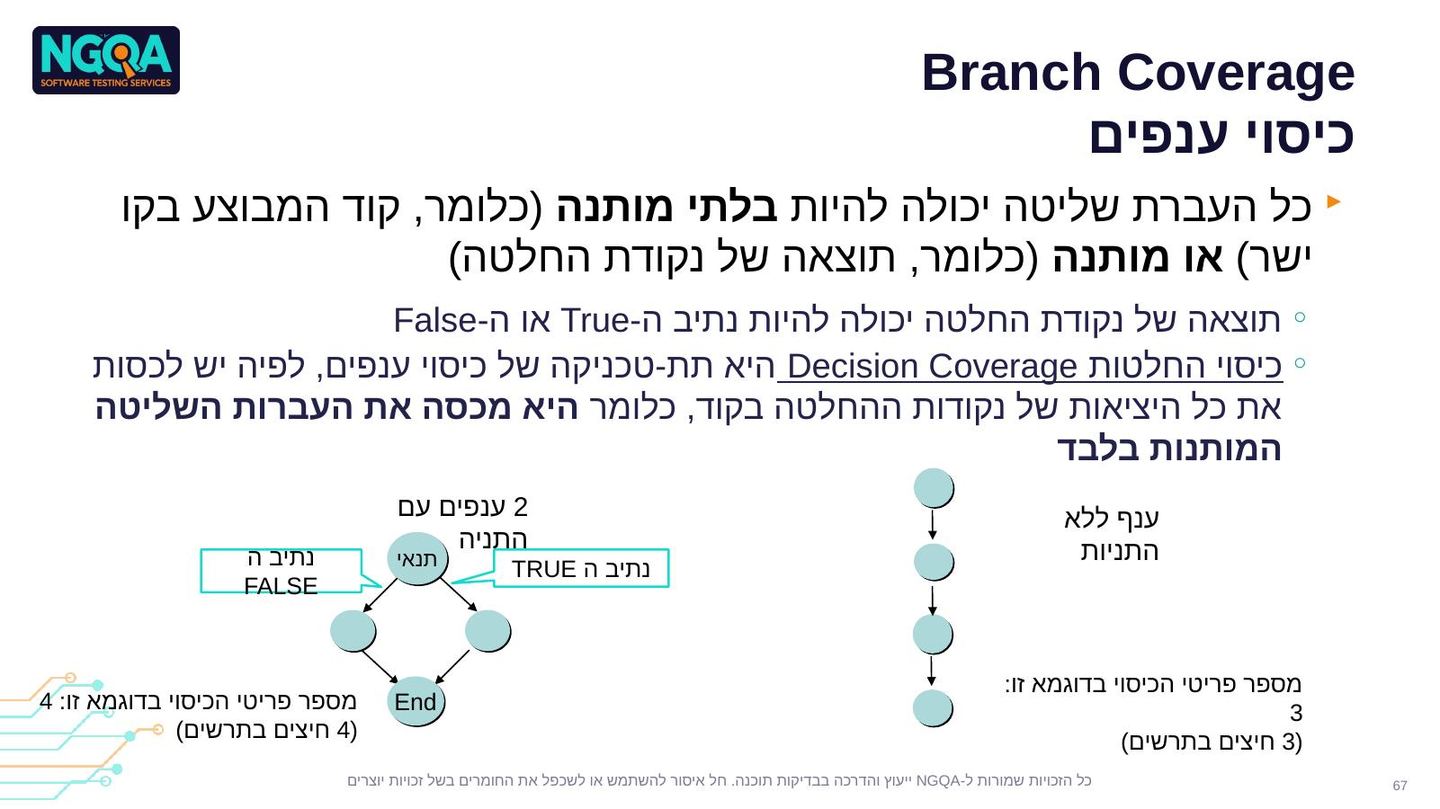 NGQA
SOFTWARE TESTING SERVICES
Branch Coverage
כיסוי ענפים
כל העברת שליטה יכולה להיות בלתי מותנה (כלומר, קוד המבוצע בקו
ישר) או מותנה (כלומר, תוצאה של נקודת החלטה)
תוצאה של נקודת החלטה יכולה להיות נתיב ה-True או ה-False
כיסוי החלטות Decision Coverage היא תת-טכניקה של כיסוי ענפים, לפיה יש לכסות
את כל היציאות של נקודות ההחלטה בקוד, כלומר היא מכסה את העברות השליטה
המותנות בלבד
ענף ללא
התניות
מספר פריטי הכיסוי בדוגמא זו:
3
(3 חיצים בתרשים)
2 ענפים עם
התניה
תנאי
נתיב ה TRUE
נתיב ה
FALSE
End
מספר פריטי הכיסוי בדוגמא זו: 4
(4 חיצים בתרשים)
כל הזכויות שמורות ל-NGQA ייעוץ והדרכה בבדיקות תוכנה. חל איסור להשתמש או לשכפל את החומרים בשל זכויות יוצרים
67